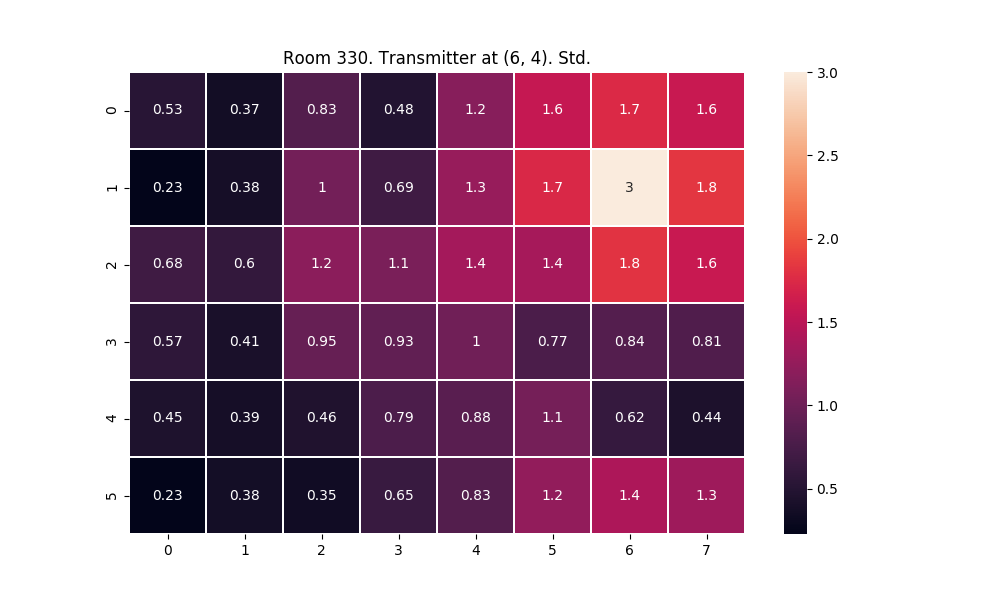 Room 330. Transmitter at (6, 4). Std.
0 0.53 0.37 0.83 0.48 1.2 1.6 1.7 1.6
1 0.23 0.38 1 0.69 1.3 1.7 3 1.8
2 0.68 0.6 1.2 1.1 1.4 1.4 1.8 1.6
3 0.57 0.41 0.95 0.93 1 0.77 0.84 0.81
4 0.45 0.39 0.46 0.79 0.88 1.1 0.62 0.44
5 0.23 0.38 0.35 0.65 0.83 1.2 1.4 1.3
0 1 2 3 4 5 6 7
3.0
2.5
2.0
1.5
1.0
0.5